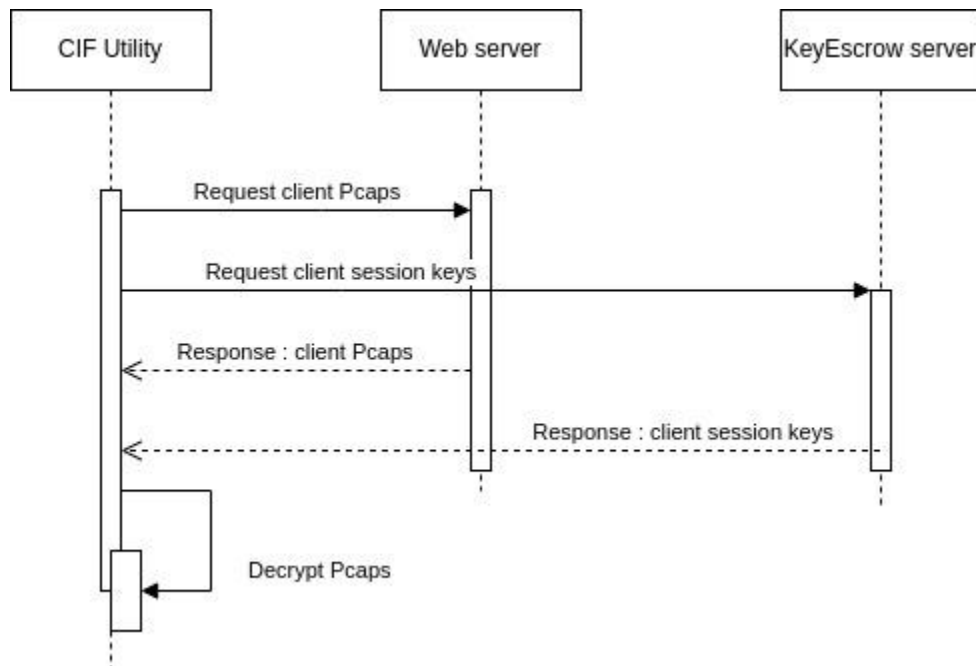 CIF Utility
Web server
KeyEscrow server
Request client Pcaps
Request client session keys
Response : client Pcaps
Response : client session keys
Decrypt Pcaps